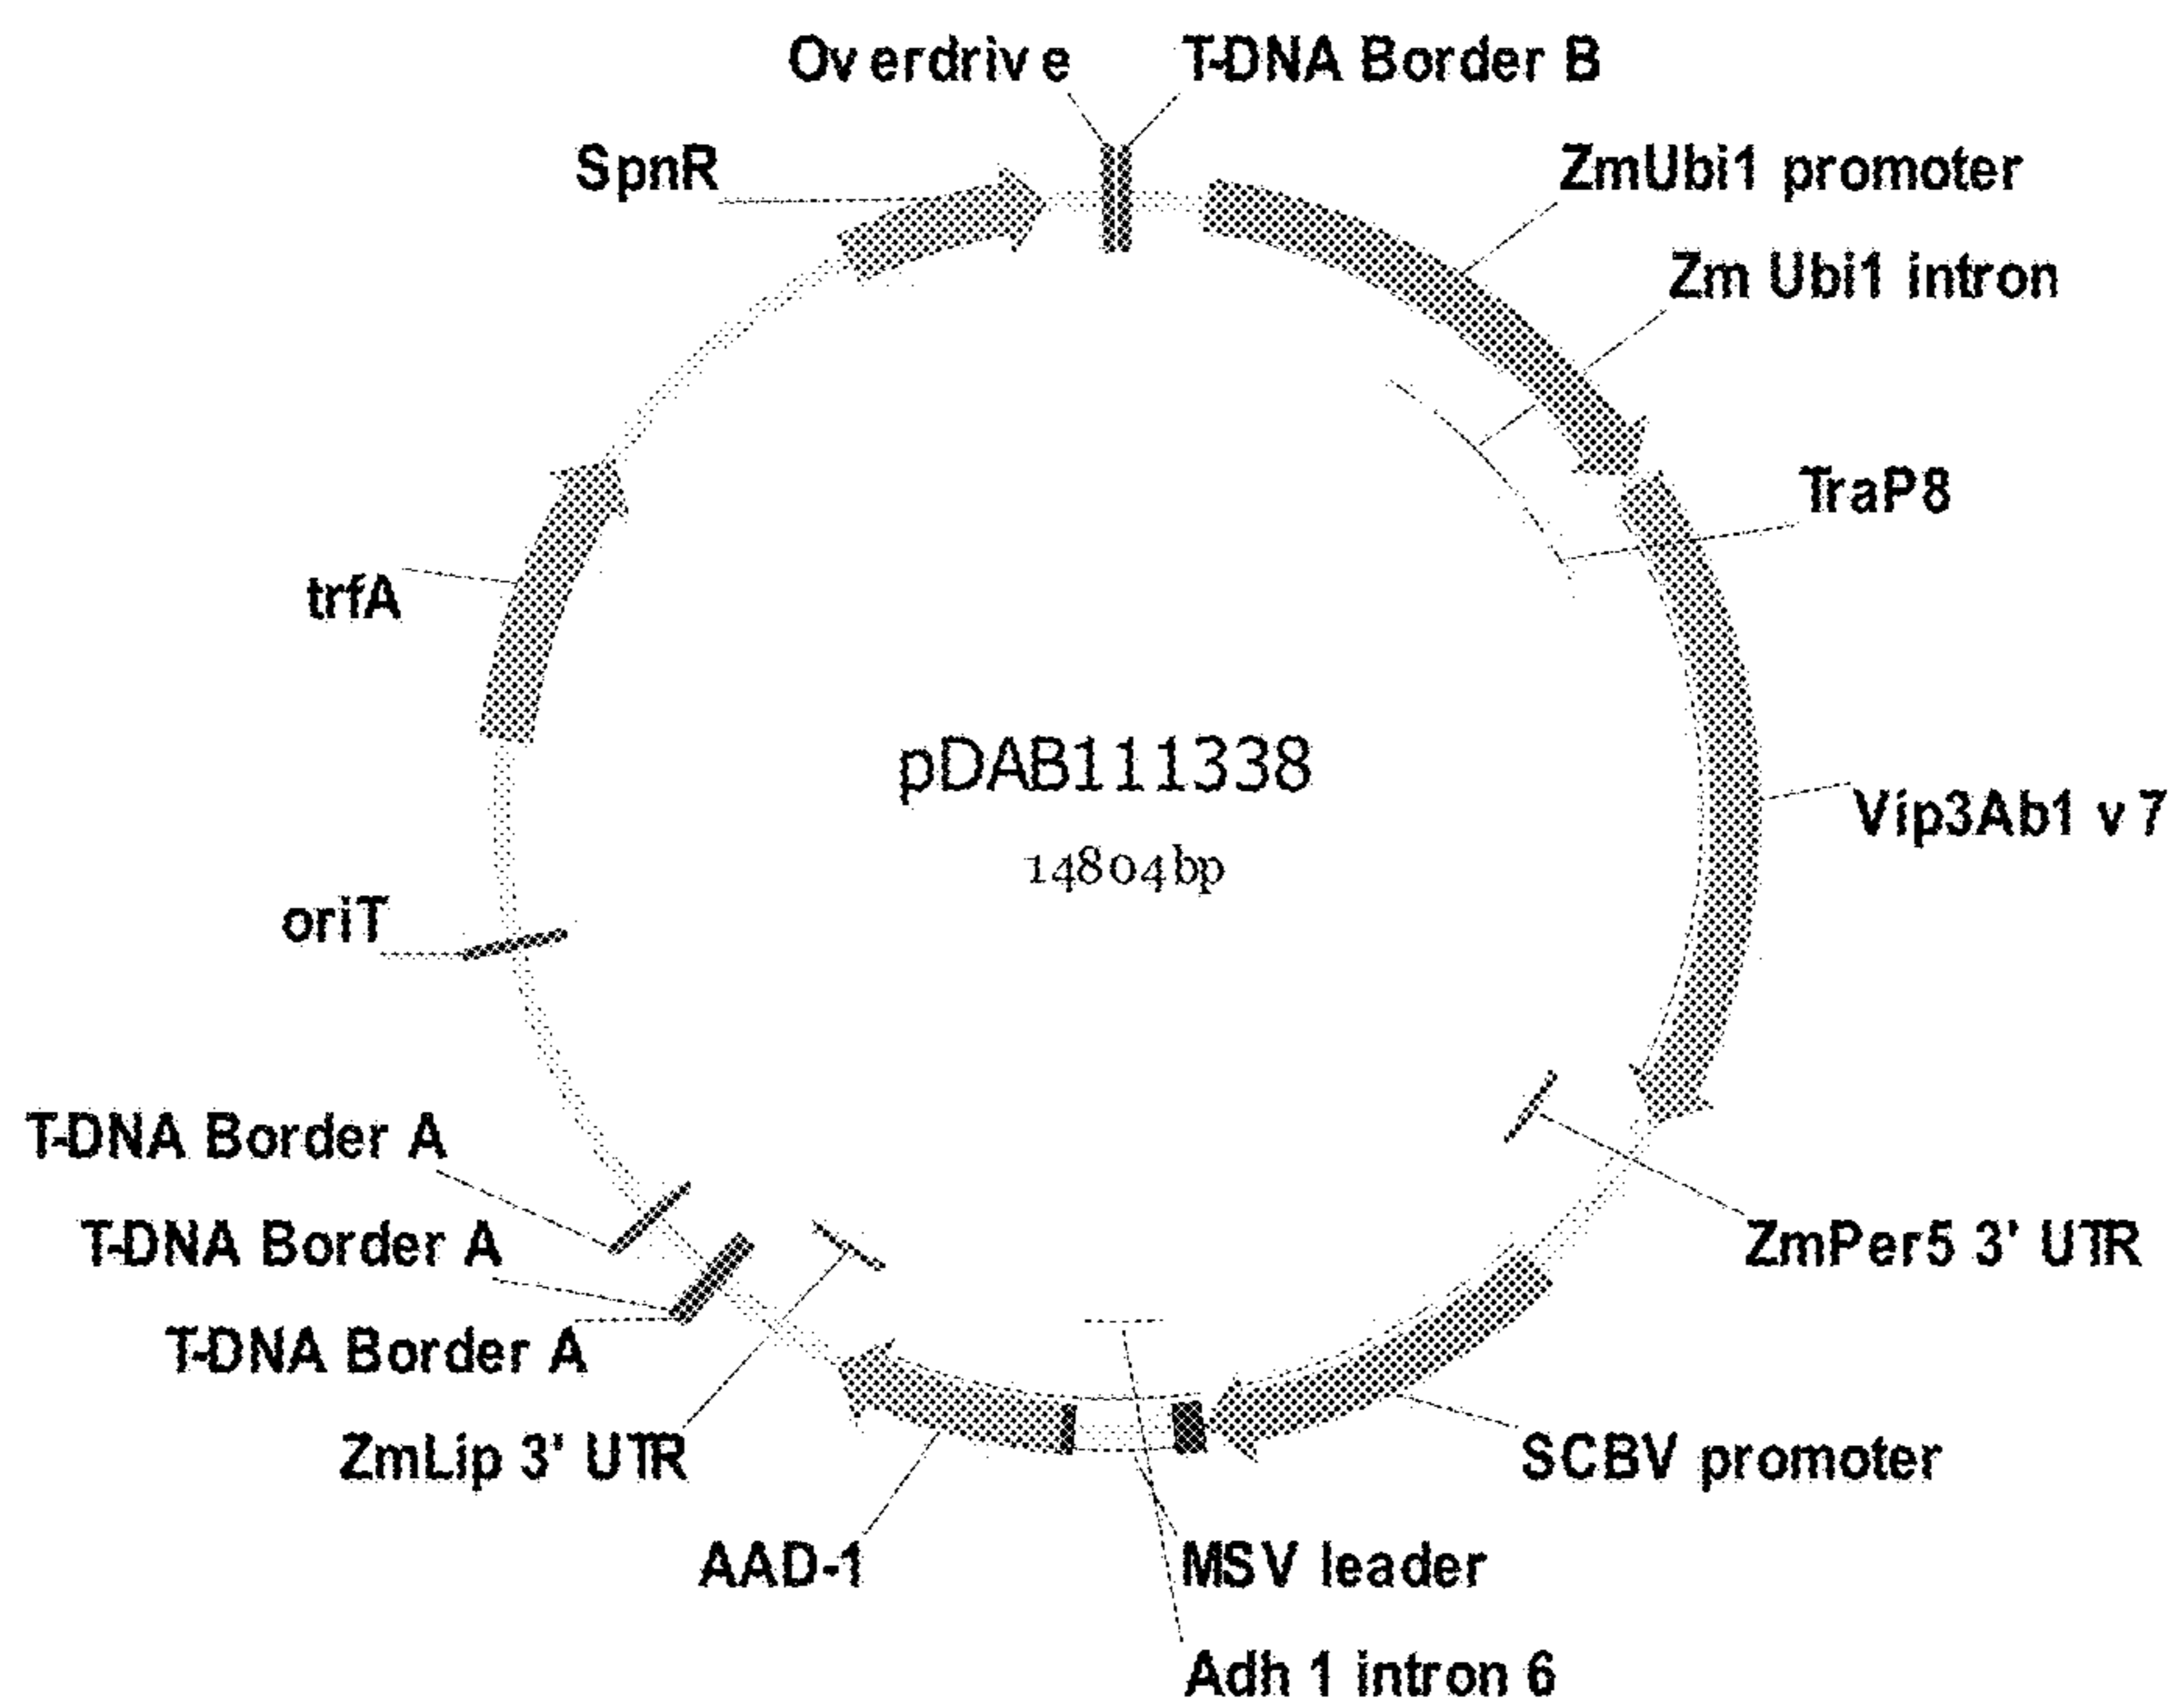 Overdrive
T-DNA Border B
SpnR
ZmUbi1 promoter
Zm Ubi1 intron
TraP8
trfA
pDAB111338
14804bp
Vip3Ab1 v7
oriT
T-DNA Border A
T-DNA Border A
ZmPer5 3' UTR
T-DNA Border A
ZmLip 3' UTR
SCBV promoter
AAD-1
MSV leader
Adh 1 intron 6